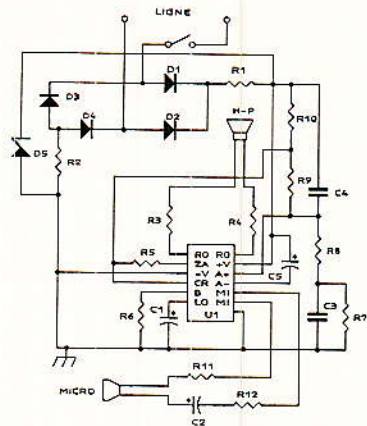 LIGNE
D1
R1
D3
H-P
D4
D2
R10
D5
R2
R9
C4
R3
R4
R5
RO RO
ZA +V
-V A+
CR A-
B MI
LO MI
U1
C5
R8
R6
C1
+
+
C3
R7
R11
MICRO
+
R12
C2